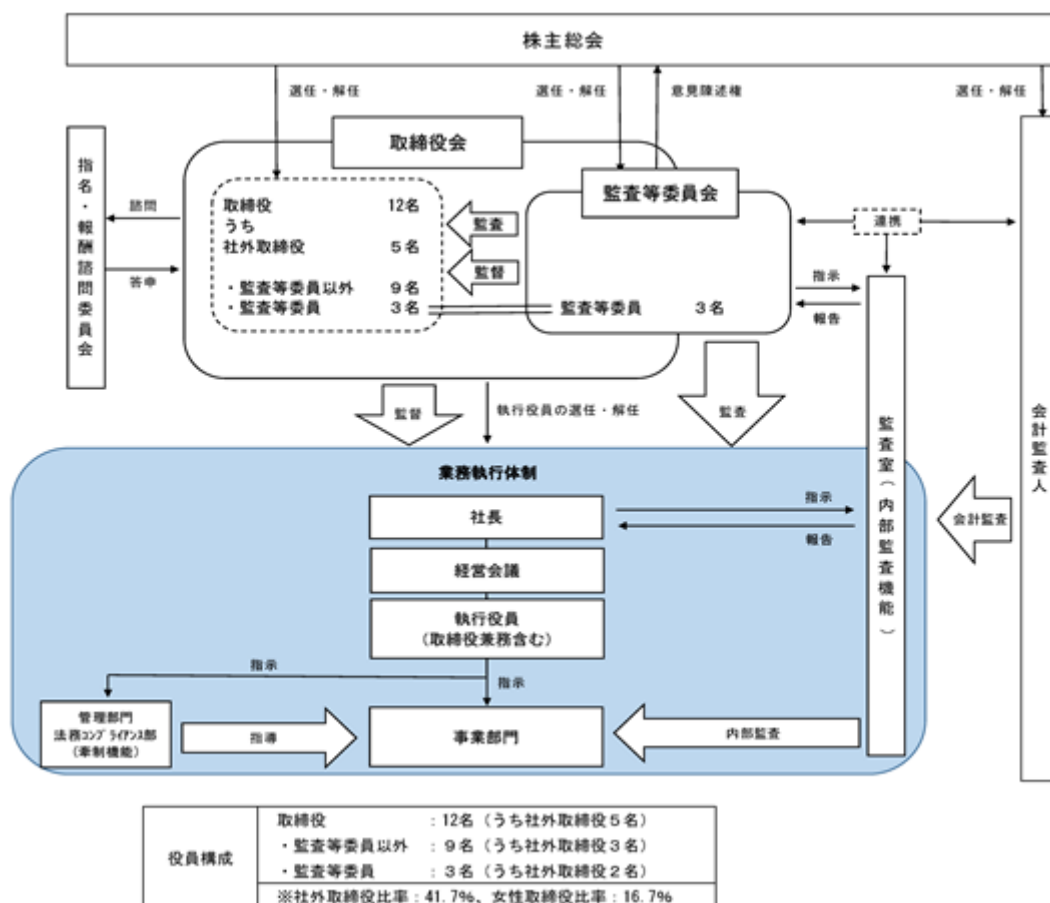 株主総会
選任・解任
選任・解任
意見陳述権
選任・解任
取締役会
監査等委員会
指名・報酬諮問委員会
諮問
答申
取締役 12名
うち
社外取締役 5名
・監査等委員以外 9名
・監査等委員 3名
監査
監督
監査等委員 3名
連携
指示
報告
監督
執行役員の選任・解任
監査
監査室(内部監査機能)
会計監査人
業務執行体制
社長
指示
報告
会計監査
経営会議
執行役員
(取締役兼務含む)
指示
指示
管理部門
法務コンプライアンス部
(牽制機能)
指導
事業部門
内部監査
役員構成
取締役 :12名(うち社外取締役5名)
・監査等委員以外 :9名(うち社外取締役3名)
・監査等委員 :3名(うち社外取締役2名)
※社外取締役比率:41.7%、女性取締役比率:16.7%